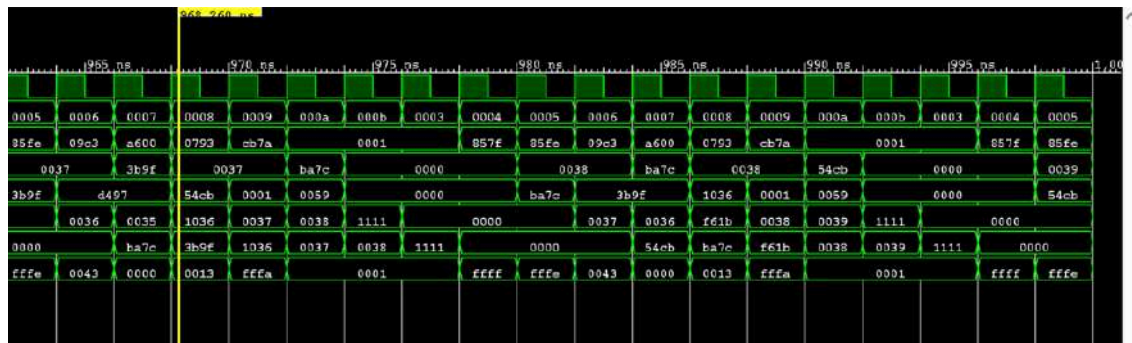 968.260 ns
965 ns 970 ns 975 ns 980 ns 985 ns 990 ns 995 ns 1,00
0005 0006 0007 0008 0009 000a 000b 0003 0004 0005 0006 0007 0008 0009 000a 000b 0003 0004 0005
85fe 09c3 a600 0793 cb7a 0001 857f 85fe 09c3 a600 0793 cb7a 0001 857f 85fe
0037 3b9f 0037 ba7c 0000 0038 ba7c 0038 54cb 0000 0039
3b9f d497 54cb 0001 0059 0000 ba7c 3b9f 1036 0001 0059 0000 54cb
0036 0035 1036 0037 0038 1111 0000 0037 0036 f61b 0038 0039 1111 0000
0000 ba7c 3b9f 1036 0037 0038 1111 0000 54cb ba7c f61b 0038 0039 1111 0000
fffe 0043 0000 0013 fffa 0001 ffff fffe 0043 0000 0013 fffa 0001 ffff fffe